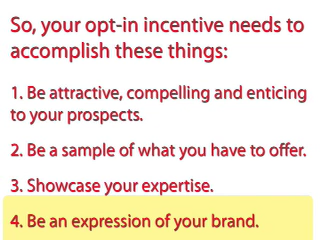 So, your opt-in incentive needs to
accomplish these things:
1. Be attractive, compelling and enticing
to your prospects.
2. Be a sample of what you have to offer.
3. Showcase your expertise.
4. Be an expression of your brand.